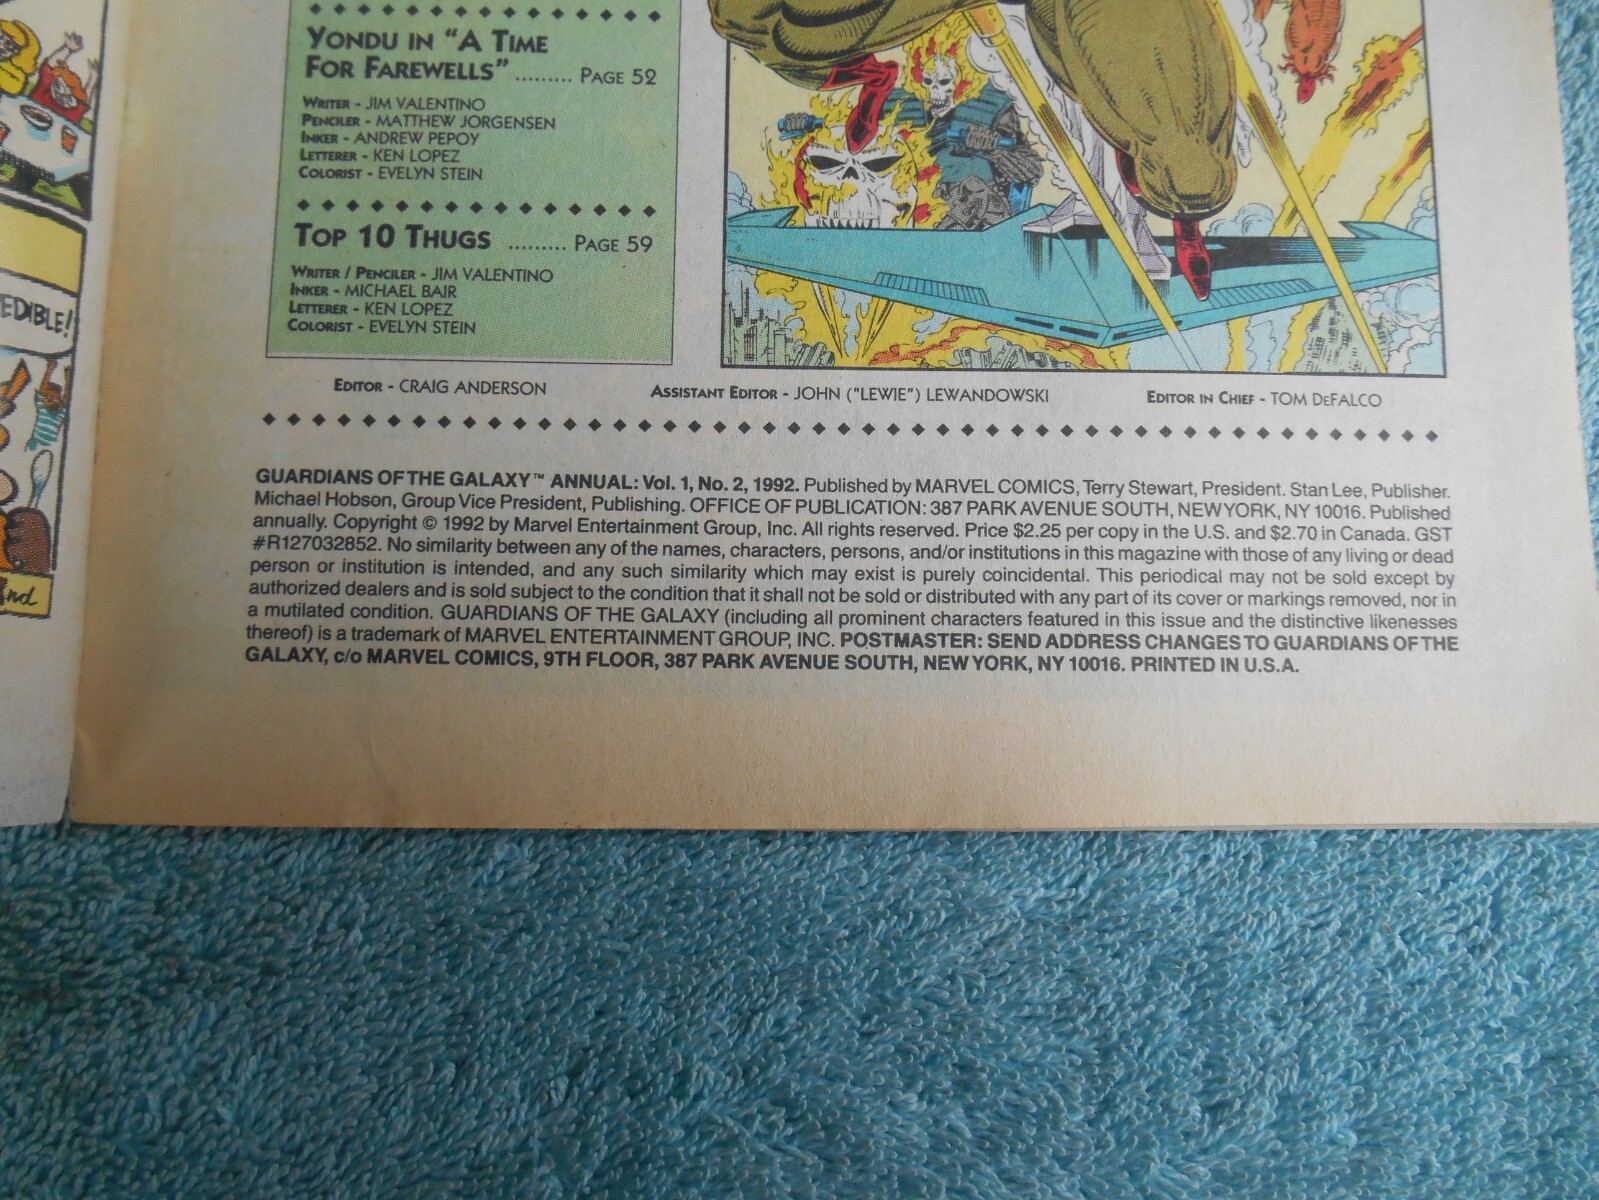 YONDU IN "A TIME
FOR FAREWELLS" ......... PAGE 52
WRITER - JIM VALENTINO
PENCILER - MATTHEW JORGENSEN
INKER - ANDREW PEPOY
LETTERER - KEN LOPEZ
COLORIST - EVELYN STEIN
TOP 10 THUGS ......... PAGE 59
WRITER / PENCILER - JIM VALENTINO
INKER - MICHAEL BAIR
LETTERER - KEN LOPEZ
COLORIST - EVELYN STEIN
EDITOR - CRAIG ANDERSON ASSISTANT EDITOR - JOHN ("LEWIE") LEWANDOWSKI EDITOR IN CHIEF - TOM DEFALCO
GUARDIANS OF THE GALAXY™ ANNUAL: Vol. 1, No. 2, 1992. Published by MARVEL COMICS, Terry Stewart, President. Stan Lee, Publisher.
Michael Hobson, Group Vice President, Publishing. OFFICE OF PUBLICATION: 387 PARK AVENUE SOUTH, NEW YORK, NY 10016. Published
annually. Copyright © 1992 by Marvel Entertainment Group, Inc. All rights reserved. Price $2.25 per copy in the U.S. and $2.70 in Canada. GST
#R127032852. No similarity between any of the names, characters, persons, and/or institutions in this magazine with those of any living or dead
person or institution is intended, and any such similarity which may exist is purely coincidental. This periodical may not be sold except by
authorized dealers and is sold subject to the condition that it shall not be sold or distributed with any part of its cover or markings removed, nor in
a mutilated condition. GUARDIANS OF THE GALAXY (including all prominent characters featured in this issue and the distinctive likenesses
thereof) is a trademark of MARVEL ENTERTAINMENT GROUP, INC. POSTMASTER: SEND ADDRESS CHANGES TO GUARDIANS OF THE
GALAXY, c/o MARVEL COMICS, 9TH FLOOR, 387 PARK AVENUE SOUTH, NEW YORK, NY 10016. PRINTED IN U.S.A.
EDIBLE!